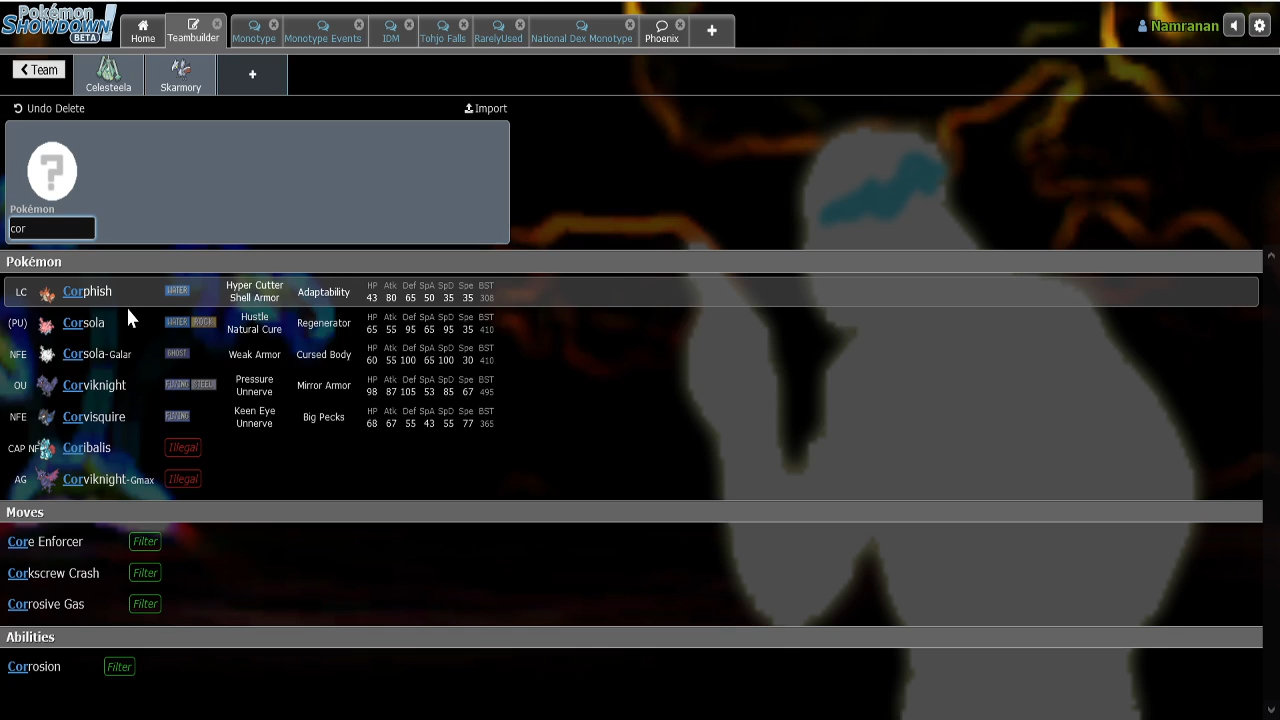 Pokémon
SHOWDOWN!
BETA
Home
Teambuilder
Monotype
Monotype Events
IDM
Tohjo Falls
RarelyUsed
National Dex Monotype
Phoenix
+
Namranan
Team
Celesteela
Skarmory
+
Undo Delete
Import
?
Pokémon
cor
Pokémon
LC Corphish WATER Hyper Cutter Shell Armor Adaptability HP 43 Atk 80 Def 65 SpA 50 SpD 35 Spe 35 BST 308
(PU) Corsola WATER ROCK Hustle Natural Cure Regenerator HP 65 Atk 55 Def 95 SpA 65 SpD 95 Spe 35 BST 410
NFE Corsola-Galar GHOST Weak Armor Cursed Body HP 60 Atk 55 Def 100 SpA 65 SpD 100 Spe 30 BST 410
OU Corviknight FLYING STEEL Pressure Unnerve Mirror Armor HP 98 Atk 87 Def 105 SpA 53 SpD 85 Spe 67 BST 495
NFE Corvisquire FLYING Keen Eye Unnerve Big Pecks HP 68 Atk 67 Def 55 SpA 43 SpD 55 Spe 77 BST 365
CAP NF Coribalis Illegal
AG Corviknight-Gmax Illegal
Moves
Core Enforcer Filter
Corkscrew Crash Filter
Corrosive Gas Filter
Abilities
Corrosion Filter